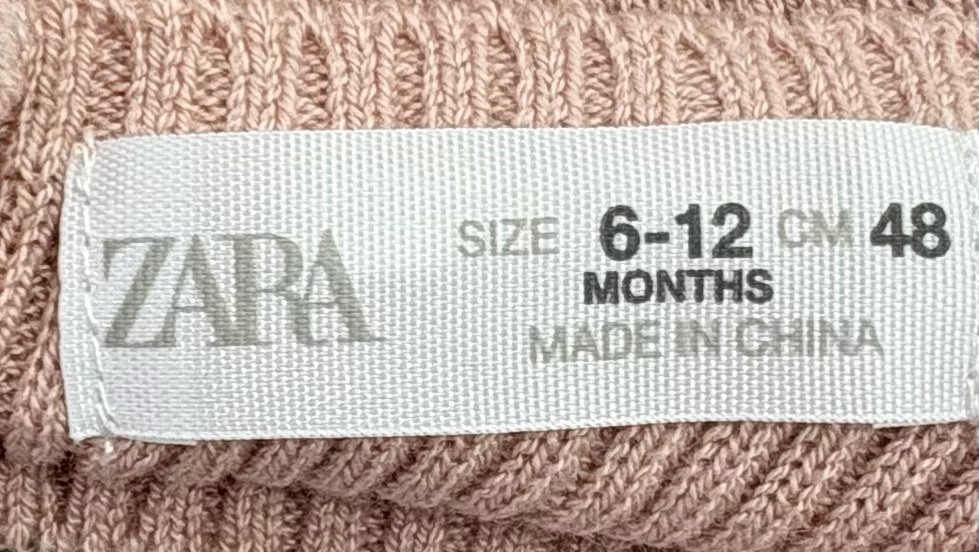 ZARA
SIZE 6-12 CM 48
MONTHS
MADE IN CHINA